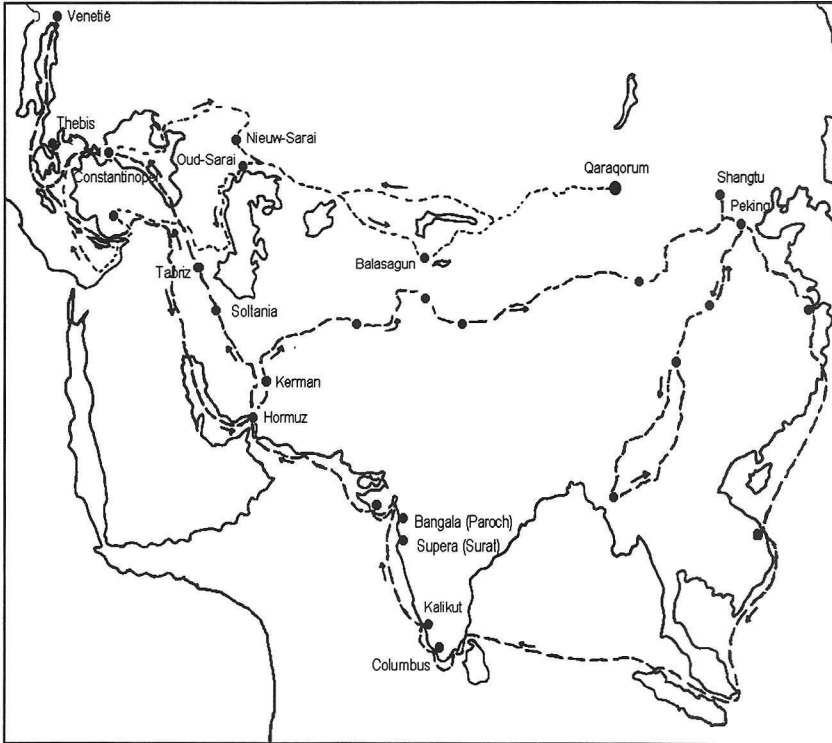 Venetië
Thebis
Nieuw-Sarai
Oud-Sarai
Constantinopel
Qaraqorum
Shangtu
Peking
Balasagun
Tabriz
Soltania
Kerman
Hormuz
Bangala (Paroch)
Supera (Surat)
Kalikut
Columbus